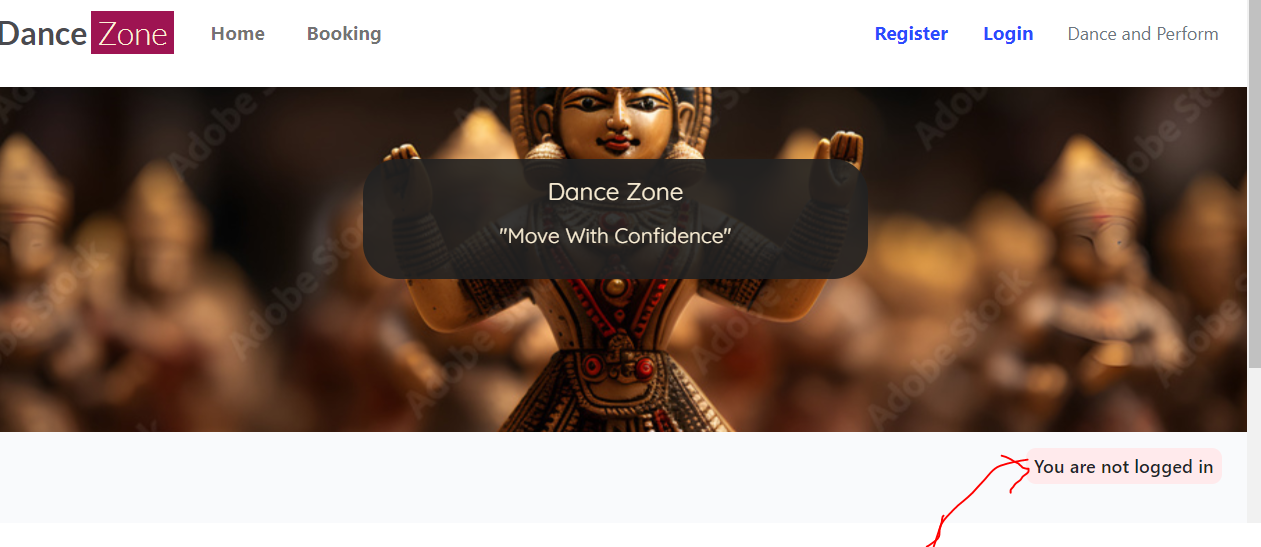 Dance Zone Home Booking Register Login Dance and Perform
Adobe Stock
Dance Zone
"Move With Confidence"
You are not logged in